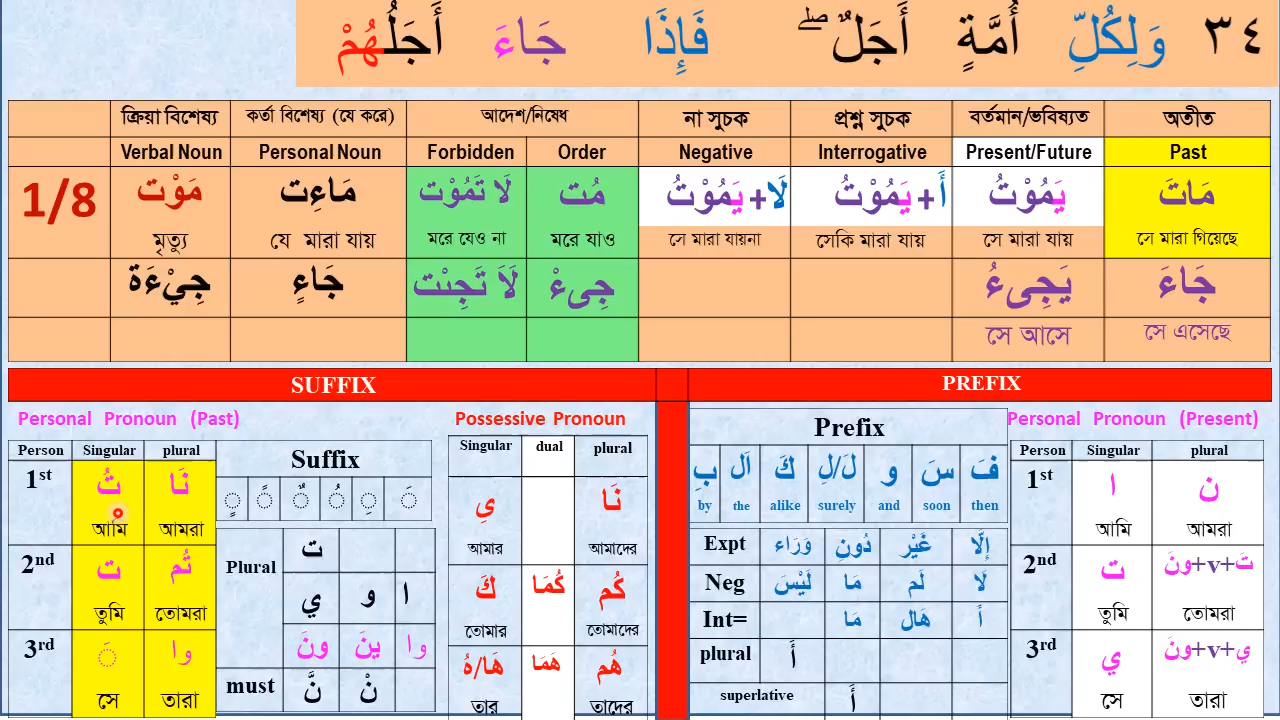 ٣٤ وَلِكُلِّ أُمَّةٍ أَجَلٌ ۖ فَإِذَا جَاءَ أَجَلُهُمْ
ক্রিয়া বিশেষ্য কর্তা বিশেষ্য (যে করে) আদেশ/নিষেধ না সুচক প্রশ্ন সুচক বর্তমান/ভবিষ্যত অতীত
Verbal Noun Personal Noun Forbidden Order Negative Interrogative Present/Future Past
1/8 مَوْت مَاءِت لَا تَمُوْت مُت لَا+ يَمُوْتُ أَ+ يَمُوْتُ يَمُوْتُ مَاتَ
মৃত্যু যে মারা যায় মরে যেও না মরে যাও সে মারা যায়না সেকি মারা যায় সে মারা যায় সে মারা গিয়েছে
جِيْءَة جَاءٍ لَا تَجِئْت جِىءْ يَجِىءُ جَاءَ
সে আসে সে এসেছে
SUFFIX PREFIX
Personal Pronoun (Past) Possessive Pronoun Prefix Personal Pronoun (Present)
Person Singular plural Suffix Singular dual plural Person Singular plural
1st تُ نَا يِ نَا بِ اَل كَ لَ/لِ و سَ فَ 1st ا ن
by the alike surely and soon then
আমি আমরা আমার আমাদের আমি আমরা
Expt وَرَاء دُونِ غَيْر إِلَّا
2nd ت تُم Plural ت كَ كُمَا كُم Neg لَيْسَ مَا لَم لَا 2nd ت تَ+v+ونَ
তুমি তোমরা ي و ا তোমার তোমাদের Int= مَا هَال أ তুমি তোমরা
3rd َ وا ونَ ينَ وا هَا/هُ هَمَا هُم plural أَ 3rd ي ي+v+ونَ
সে তারা must نَّ نْ তার তাদের superlative أَ সে তারা